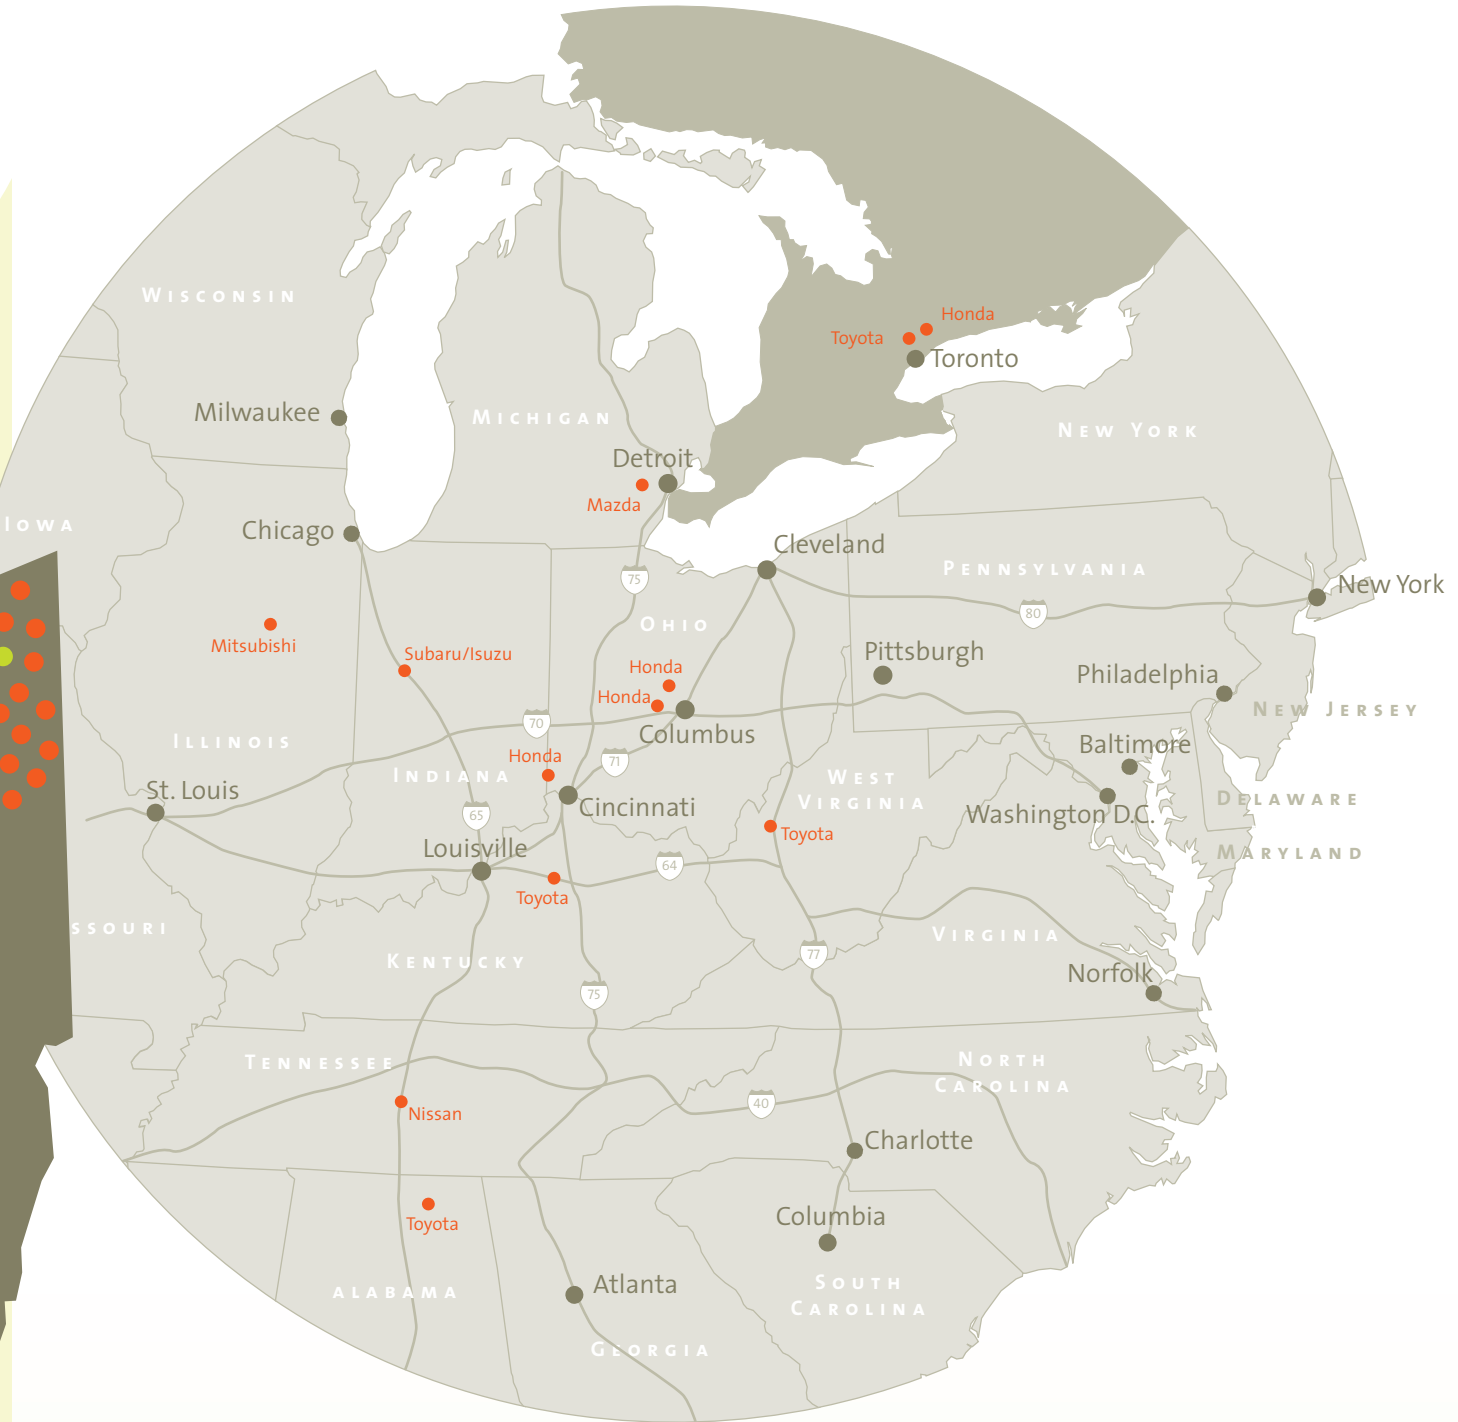 Honda
Toyota
Toronto
WISCONSIN
Milwaukee
MICHIGAN
NEW YORK
Detroit
Mazda
IOWA
Chicago
Cleveland
PENNSYLVANIA
75
New York
80
OHIO
Mitsubishi
Subaru/Isuzu
Honda
Pittsburgh
Philadelphia
Honda
NEW JERSEY
70
Columbus
ILLINOIS
Baltimore
Honda
71
INDIANA
WEST
VIRGINIA
St. Louis
DELAWARE
Cincinnati
65
Washington D.C.
Toyota
Louisville
MARYLAND
64
Toyota
SSOURI
VIRGINIA
KENTUCKY
77
Norfolk
75
TENNESSEE
NORTH
CAROLINA
40
Nissan
Charlotte
Columbia
Toyota
Atlanta
SOUTH
CAROLINA
ALABAMA
GEORGIA